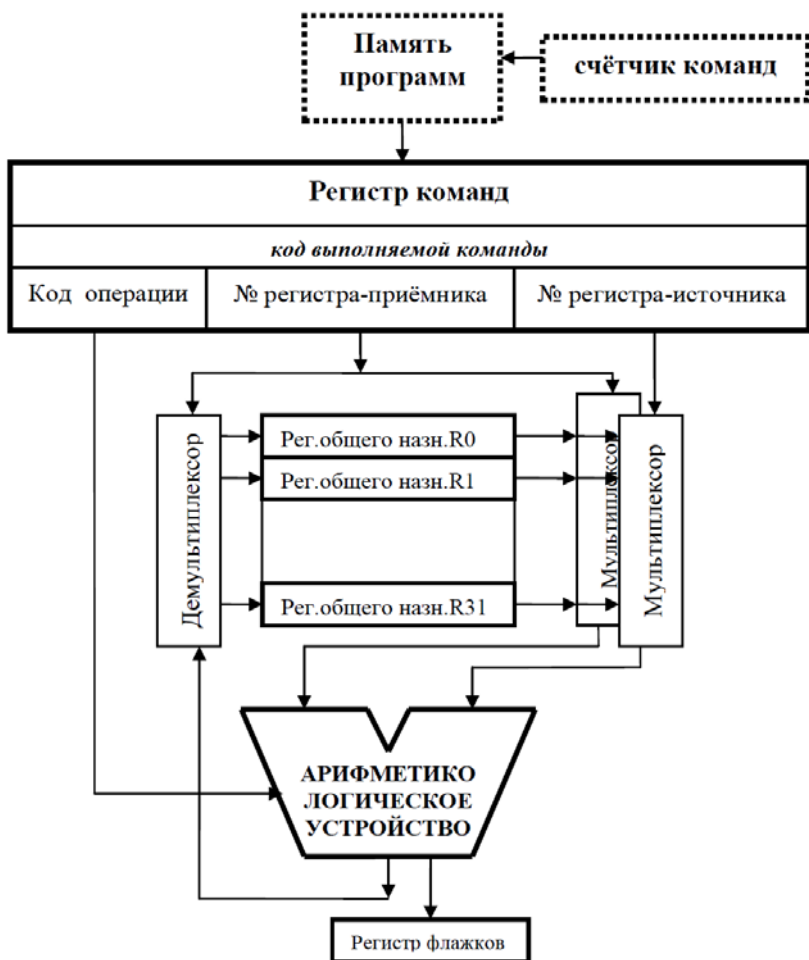 Память
программ
счётчик команд
Регистр команд
код выполняемой команды
Код операции
№ регистра-приёмника
№ регистра-источника
Демультиплексор
Рег.общего назн.R0
Рег.общего назн.R1
Рег.общего назн.R31
Мультиплексор
Мультиплексор
АРИФМЕТИКО
ЛОГИЧЕСКОЕ
УСТРОЙСТВО
Регистр флажков